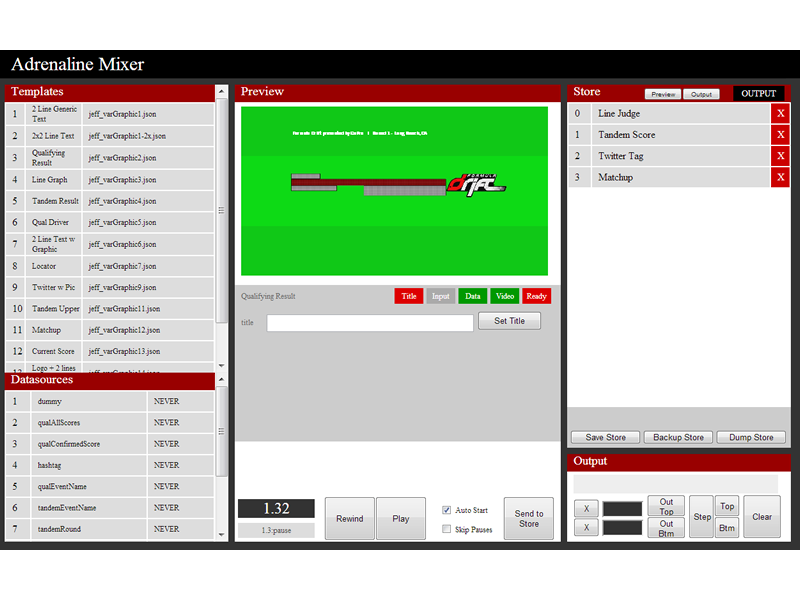 Adrenaline Mixer
Templates
1 2 Line Generic Text jeff_varGraphic1.json
2 2x2 Line Text jeff_varGraphic1-2x.json
3 Qualifying Result jeff_varGraphic2.json
4 Line Graph jeff_varGraphic3.json
5 Tandem Result jeff_varGraphic4.json
6 Qual Driver jeff_varGraphic5.json
7 2 Line Text w Graphic jeff_varGraphic6.json
8 Locator jeff_varGraphic7.json
9 Twitter w Pic jeff_varGraphic9.json
10 Tandem Upper jeff_varGraphic11.json
11 Matchup jeff_varGraphic12.json
12 Current Score jeff_varGraphic13.json
13 Logo + 2 lines jeff_varGraphic14.json
Datasources
1 dummy NEVER
2 qualAllScores NEVER
3 qualConfirmedScore NEVER
4 hashtag NEVER
5 qualEventName NEVER
6 tandemEventName NEVER
7 tandemRound NEVER
Preview
FORMULA
DRIFT
Qualifying Result
Title Input Data Video Ready
title Set Title
1.32
1.3:pause
Rewind Play
Auto Start
Skip Pauses
Send to
Store
Store Preview Output OUTPUT
0 Line Judge X
1 Tandem Score X
2 Twitter Tag X
3 Matchup X
Save Store Backup Store Dump Store
Output
X Out Top
X Out Btm
Step
Top
Btm
Clear